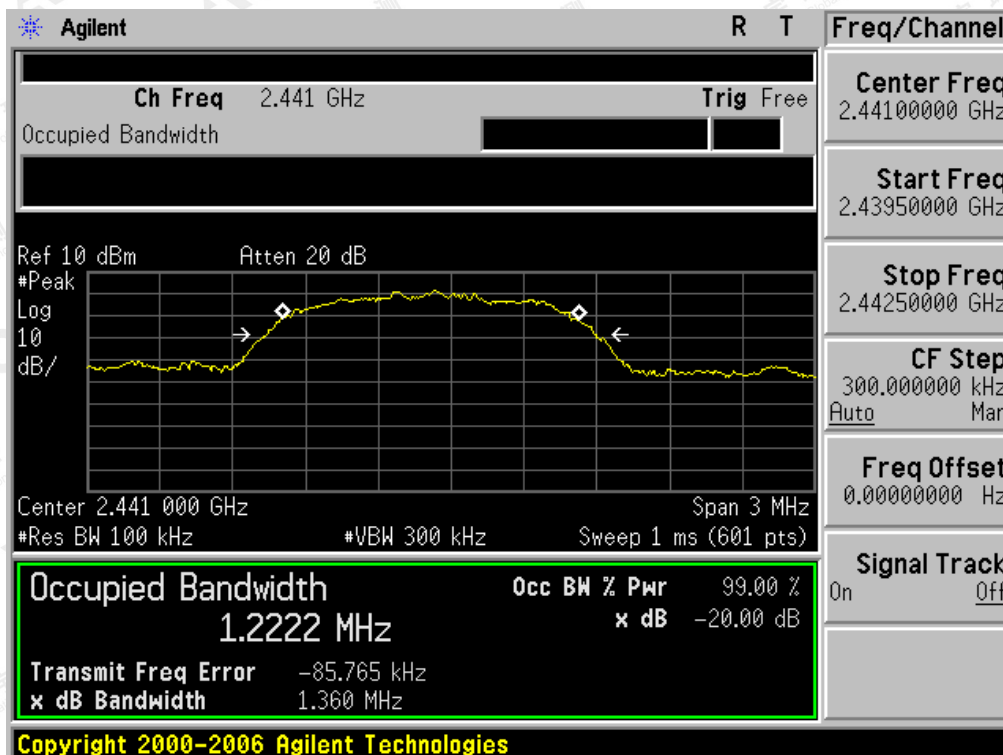 Agilent R T
Freq/Channel
Ch Freq 2.441 GHz Trig Free
Occupied Bandwidth
Center Freq
2.44100000 GHz
Start Freq
2.43950000 GHz
Stop Freq
2.44250000 GHz
CF Step
300.000000 kHz
Auto Man
Freq Offset
0.00000000 Hz
Signal Track
On Off
Ref 10 dBm Atten 20 dB
#Peak
Log
10
dB/
Center 2.441 000 GHz Span 3 MHz
#Res BW 100 kHz #VBW 300 kHz Sweep 1 ms (601 pts)
Occupied Bandwidth
1.2222 MHz
Occ BW % Pwr 99.00 %
x dB -20.00 dB
Transmit Freq Error -85.765 kHz
x dB Bandwidth 1.360 MHz
Copyright 2000-2006 Agilent Technologies